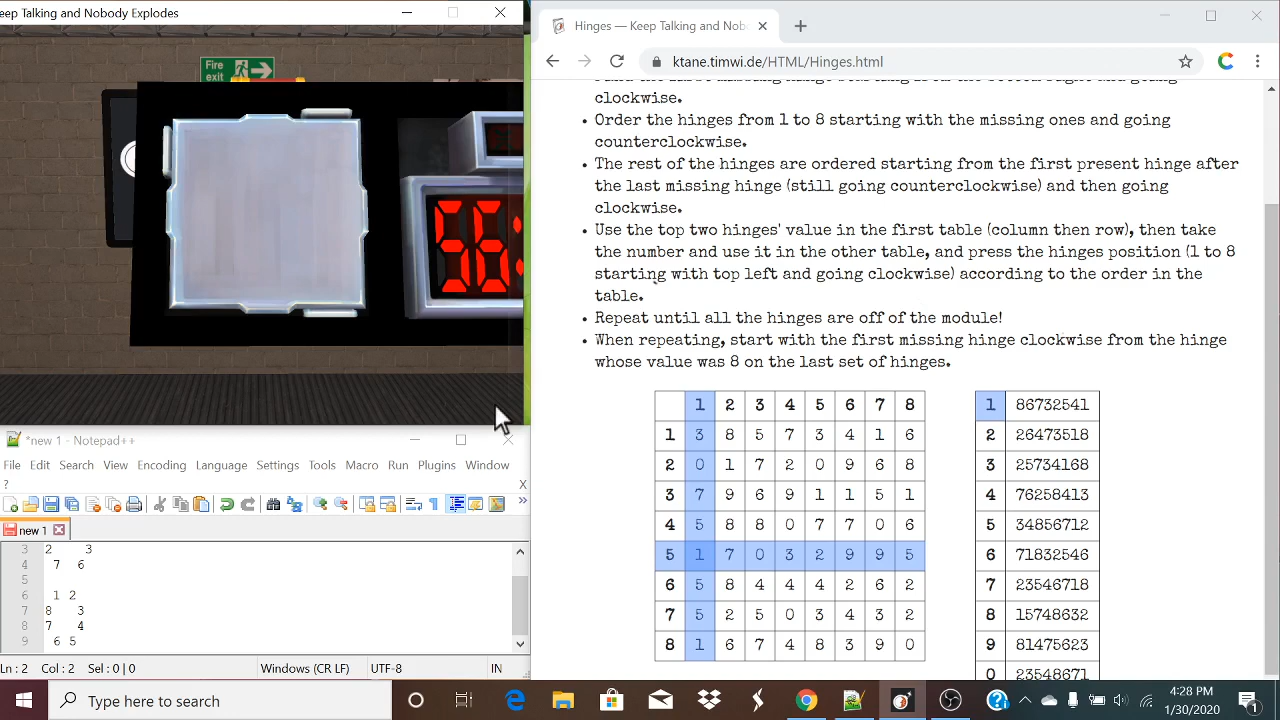 eep Talking and Nobody Explodes
Fire
exit
56:
*new 1 - Notepad++
File Edit Search View Encoding Language Settings Tools Macro Run Plugins Window
?
X
new 1
3 2 3
4 7 6
5
6 1 2
7 8 3
8 7 4
9 6 5
Ln : 2 Col : 2 Sel : 0 | 0 Windows (CR LF) UTF-8 IN
Hinges — Keep Talking and Nob
ktane.timwi.de/HTML/Hinges.html
clockwise.
• Order the hinges from 1 to 8 starting with the missing ones and going
counterclockwise.
• The rest of the hinges are ordered starting from the first present hinge after
the last missing hinge (still going counterclockwise) and then going
clockwise.
• Use the top two hinges' value in the first table (column then row), then take
the number and use it in the other table, and press the hinges position (1 to 8
starting with top left and going clockwise) according to the order in the
table.
• Repeat until all the hinges are off of the module!
• When repeating, start with the first missing hinge clockwise from the hinge
whose value was 8 on the last set of hinges.
1 2 3 4 5 6 7 8
1 3 8 5 7 3 4 1 6
2 0 1 7 2 0 9 6 8
3 7 9 6 9 1 1 5 1
4 5 8 8 0 7 7 0 6
5 1 7 0 3 2 9 9 5
6 5 8 4 4 4 2 6 2
7 5 2 5 0 3 4 3 2
8 1 6 7 4 8 3 9 0
1 86732541
2 26473518
3 25734168
4 76258413
5 34856712
6 71832546
7 23546718
8 15748632
9 81475623
Type here to search
4:28 PM
1/30/2020
1